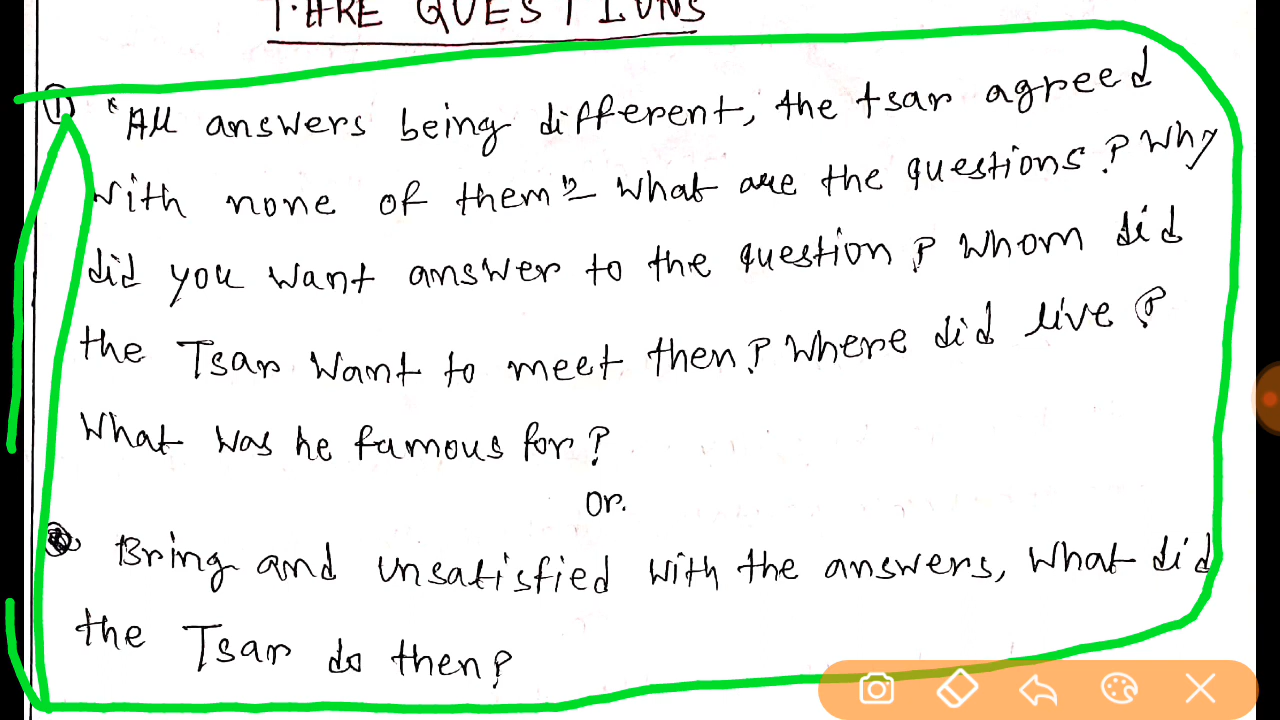 THREE QUESTIONS
① "All answers being different, the tsar agreed
with none of them" What are the questions? Why
did you want answer to the question? Whom did
the Tsar want to meet then? Where did live?
What was he famous for?
Or.
Bring and unsatisfied with the answers, What did
the Tsar do then?